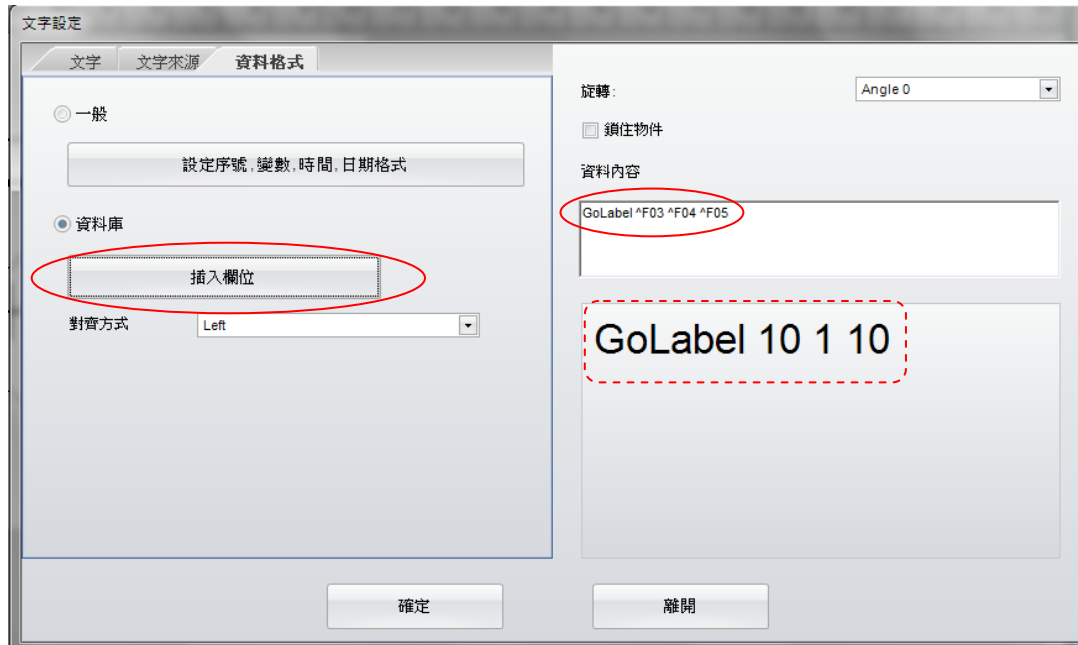 文字設定
文字
文字來源
資料格式
一般
設定序號,變數,時間,日期格式
資料庫
插入欄位
對齊方式
Left
旋轉:
Angle 0
鎖住物件
資料內容
GoLabel ^F03 ^F04 ^F05
GoLabel 10 1 10
確定
離開